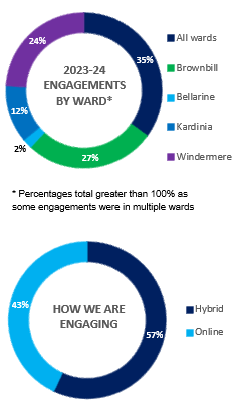 24%
35%
12%
2%
27%
2023-24
ENGAGEMENTS
BY WARD*
All wards
Brownbill
Bellarine
Kardinia
Windermere
* Percentages total greater than 100% as
some engagements were in multiple wards
43%
57%
HOW WE ARE
ENGAGING
Hybrid
Online